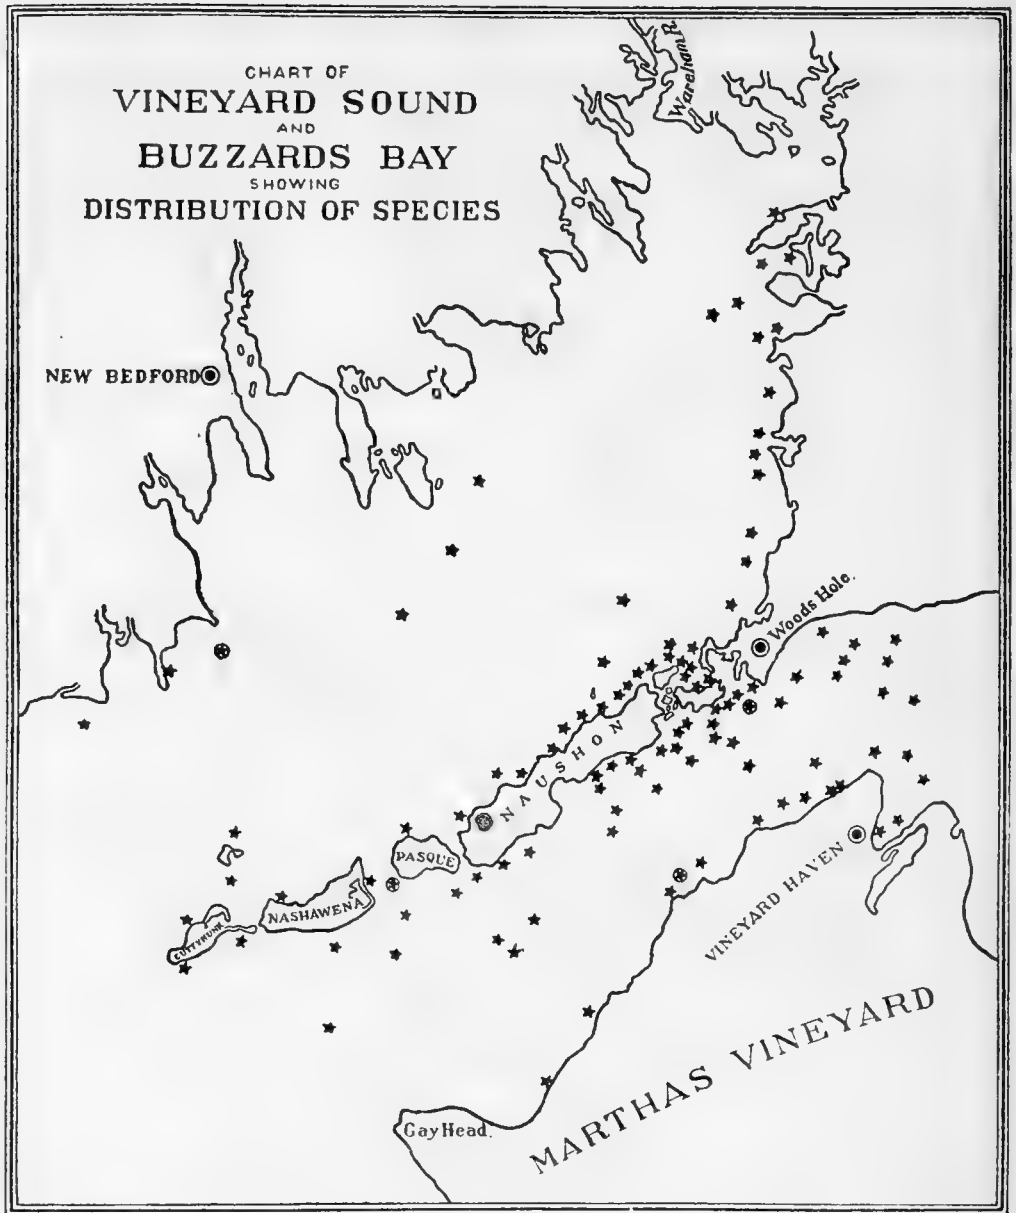 CHART OF
VINEYARD SOUND
AND
BUZZARDS BAY
SHOWING
DISTRIBUTION OF SPECIES
Wareham R.
NEW BEDFORD
Woods Hole.
NAUSHON
PASQUE
NASHAWENA
CUTTYHUNK
VINEYARD HAVEN
MARTHAS VINEYARD
Gay Head.